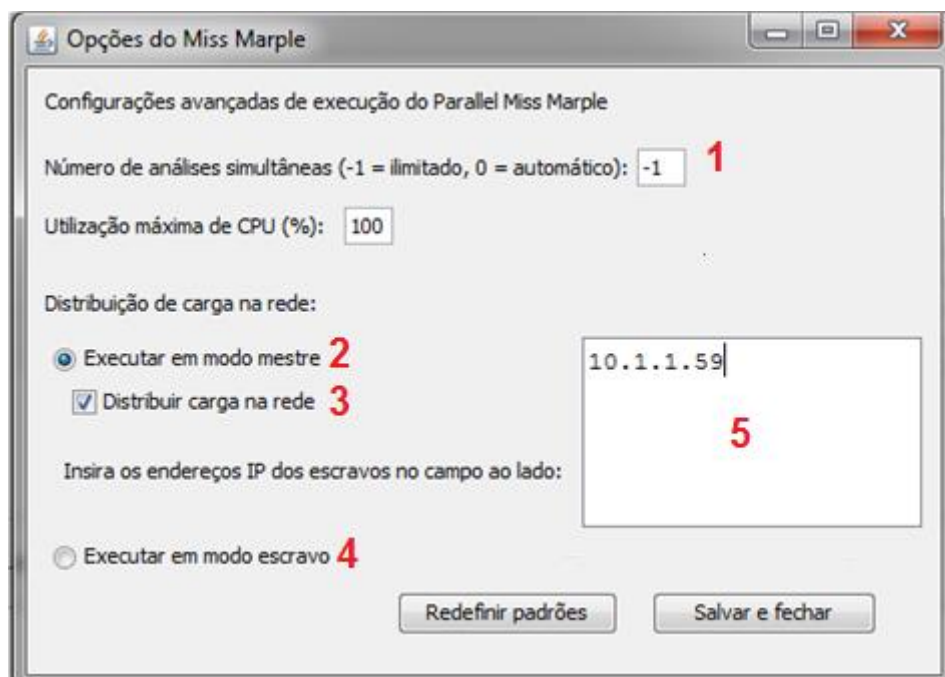 Opções do Miss Marple
Configurações avançadas de execução do Parallel Miss Marple
Número de análises simultâneas (-1 = ilimitado, 0 = automático): -1 1
Utilização máxima de CPU (%): 100
Distribuição de carga na rede:
Executar em modo mestre 2
10.1.1.59
Distribuir carga na rede 3
5
Insira os endereços IP dos escravos no campo ao lado:
Executar em modo escravo 4
Redefinir padrões Salvar e fechar